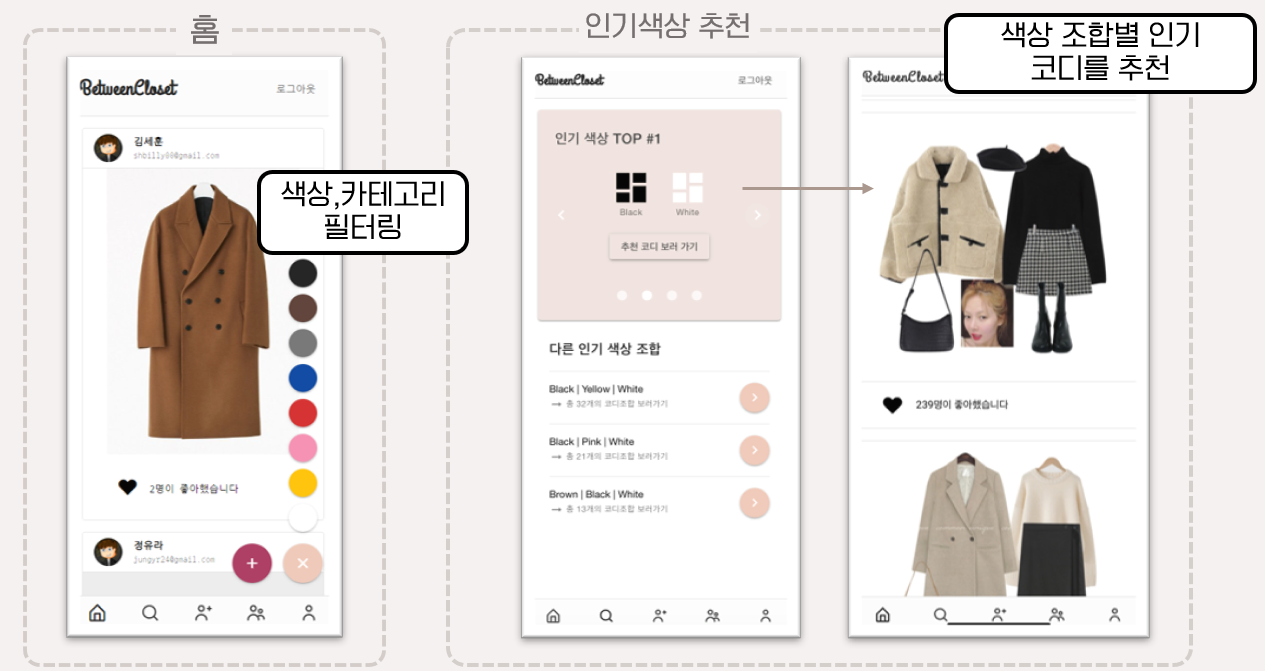 홈
BetweenCloset
로그아웃
김세훈
shbilly00@gmail.com
색상,카테고리
필터링
2명이 좋아했습니다
정유라
jungyr24@gmail.com
인기색상 추천
BetweenCloset
로그아웃
인기 색상 TOP #1
Black
White
추천 코디 보러 가기
다른 인기 색상 조합
Black | Yellow | White
→ 총 32개의 코디조합 보러가기
Black | Pink | White
→ 총 21개의 코디조합 보러가기
Brown | Black | White
→ 총 13개의 코디조합 보러가기
색상 조합별 인기
코디를 추천
BetweenCloset
239명이 좋아했습니다